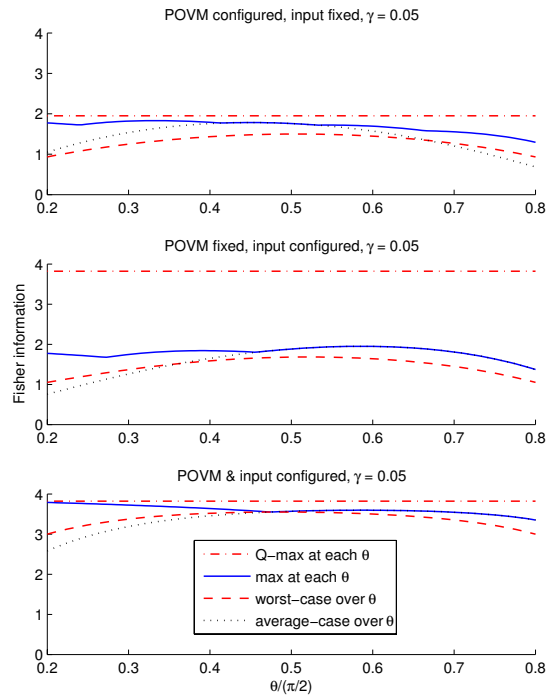 POVM configured, input fixed, γ = 0.05
4
3
2
1
0
0.2 0.3 0.4 0.5 0.6 0.7 0.8
POVM fixed, input configured, γ = 0.05
4
3
2
1
0
0.2 0.3 0.4 0.5 0.6 0.7 0.8
Fisher information
POVM & input configured, γ = 0.05
4
3
2
1
0
0.2 0.3 0.4 0.5 0.6 0.7 0.8
θ/(π/2)
Q−max at each θ
max at each θ
worst−case over θ
average−case over θ